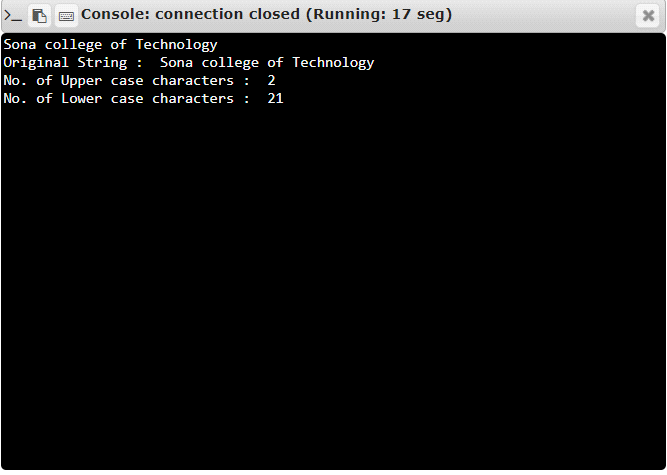 >_ Console: connection closed (Running: 17 seg)
Sona college of Technology
Original String :  Sona college of Technology
No. of Upper case characters :  2
No. of Lower case characters :  21